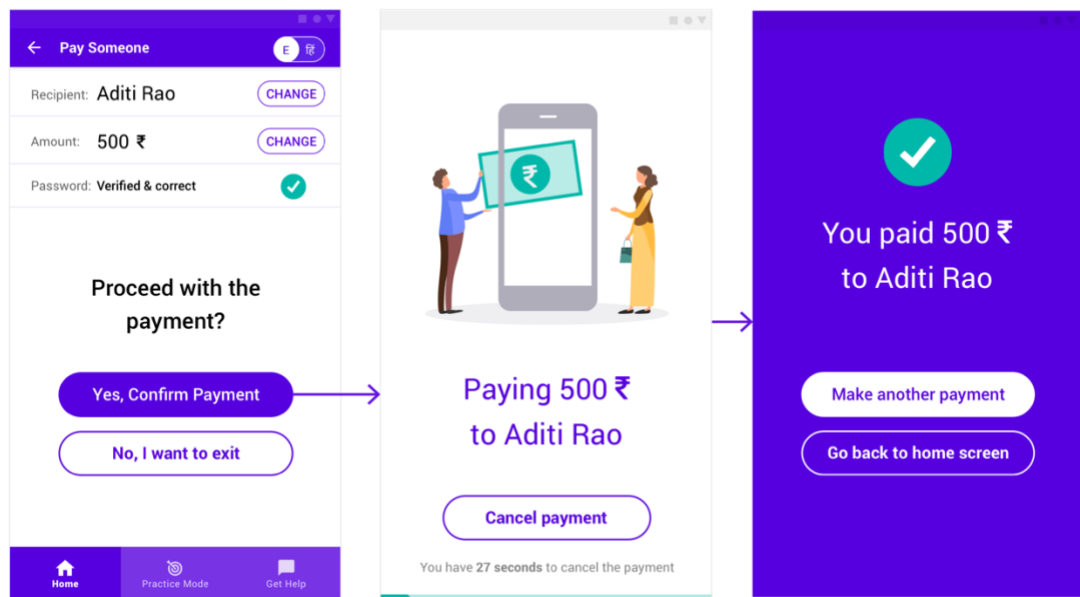 Pay Someone
E हिं
Recipient: Aditi Rao CHANGE
Amount: 500 ₹ CHANGE
Password: Verified & correct
Proceed with the
payment?
Yes, Confirm Payment
No, I want to exit
Home Practice Mode Get Help
₹
Paying 500 ₹
to Aditi Rao
Cancel payment
You have 27 seconds to cancel the payment
You paid 500 ₹
to Aditi Rao
Make another payment
Go back to home screen